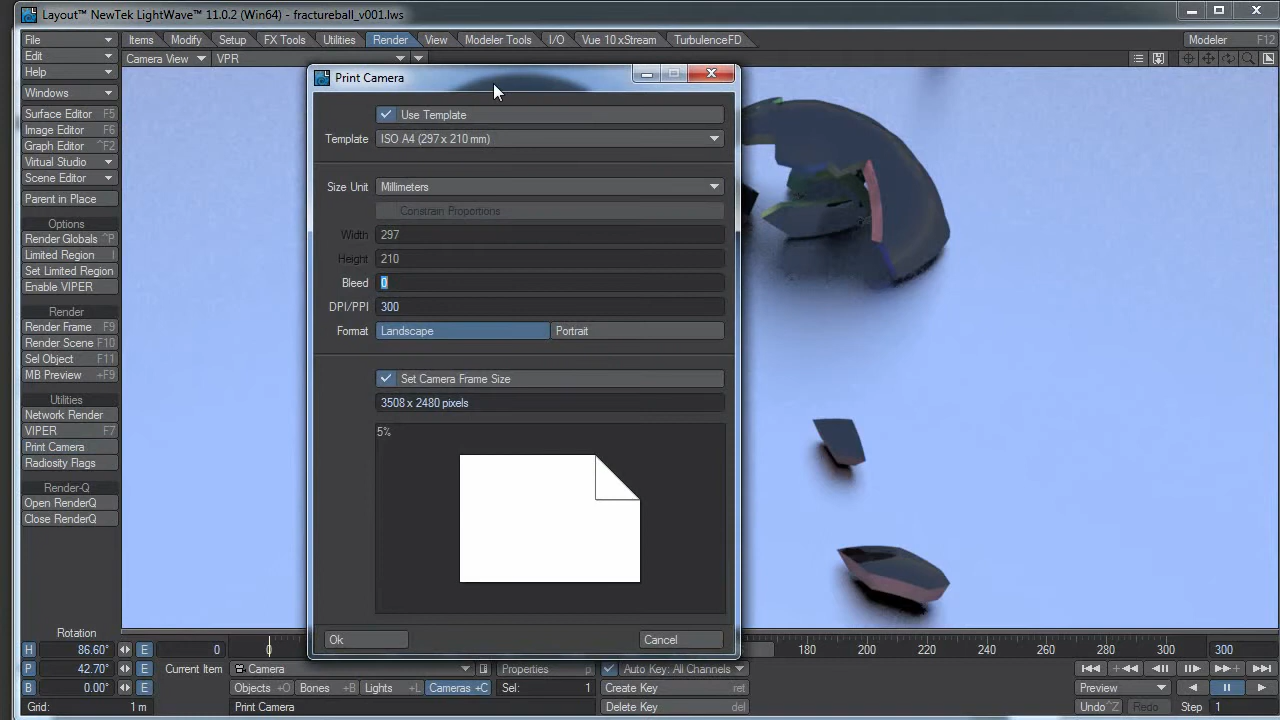 Layout™ NewTek LightWave™ 11.0.2 (Win64) - fractureball_v001.lws
File
Items
Modify
Setup
FX Tools
Utilities
Render
View
Modeler Tools
I/O
Vue 10 xStream
TurbulenceFD
Modeler F12
Edit
Help
Camera View
VPR
Windows
Surface Editor F5
Image Editor F6
Graph Editor ^F2
Virtual Studio
Scene Editor
Parent in Place
Options
Render Globals ^P
Limited Region l
Set Limited Region
Enable VIPER
Render
Render Frame F9
Render Scene F10
Sel Object F11
MB Preview +F9
Utilities
Network Render
VIPER F7
Print Camera
Radiosity Flags
Render-Q
Open RenderQ
Close RenderQ
Print Camera
Use Template
Template ISO A4 (297 x 210 mm)
Size Unit Millimeters
Constrain Proportions
Width 297
Height 210
Bleed 0
DPI/PPI 300
Format Landscape Portrait
Set Camera Frame Size
3508 x 2480 pixels
5%
Ok Cancel
Rotation
H 86.60° E 0 0 180 200 220 240 260 280 300 300
P 42.70° E Current Item Camera Properties p Auto Key: All Channels
B 0.00° E Objects +O Bones +B Lights +L Cameras +C Sel: 1 Create Key ret Preview
Grid: 1 m Print Camera Delete Key del Undo ^Z Redo Step 1